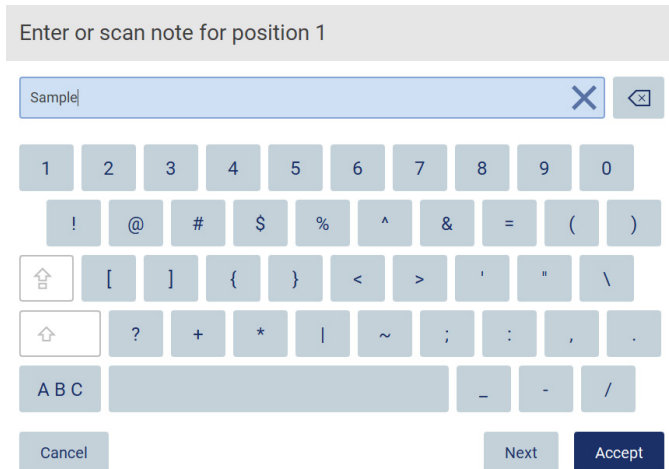 Enter or scan note for position 1
Sample
1 2 3 4 5 6 7 8 9 0
! @ # $ % ^ & = ( )
[ ] { } < > ' " \
? + * | ~ ; : , .
A B C _ - /
Cancel Next Accept